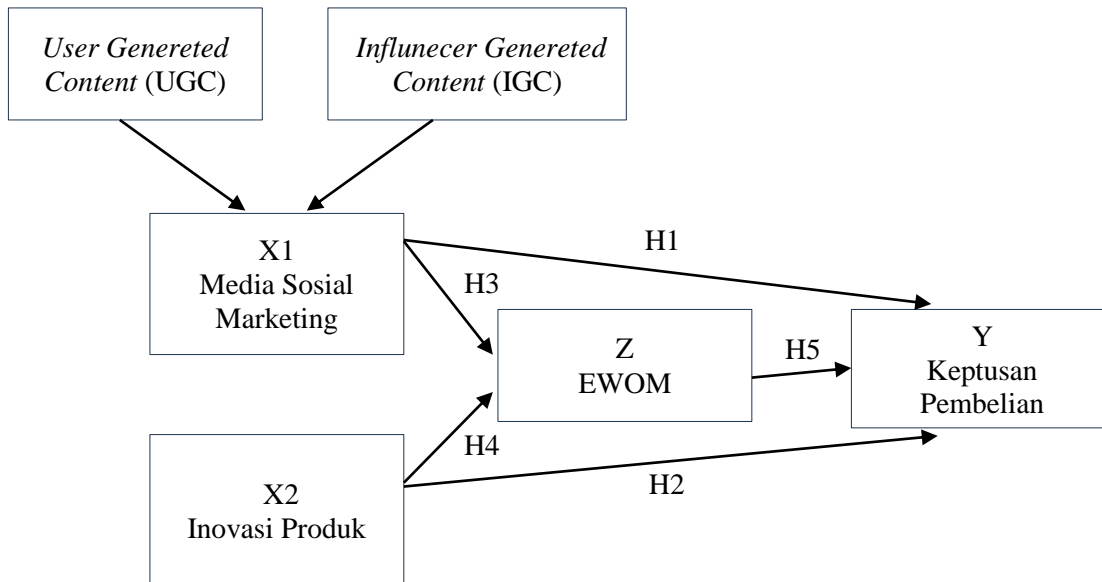 User Genereted
Content (UGC)
Influnecer Genereted
Content (IGC)
X1
Media Sosial
Marketing
H1
H3
Z
EWOM
H5
Y
Keptusan
Pembelian
H4
H2
X2
Inovasi Produk